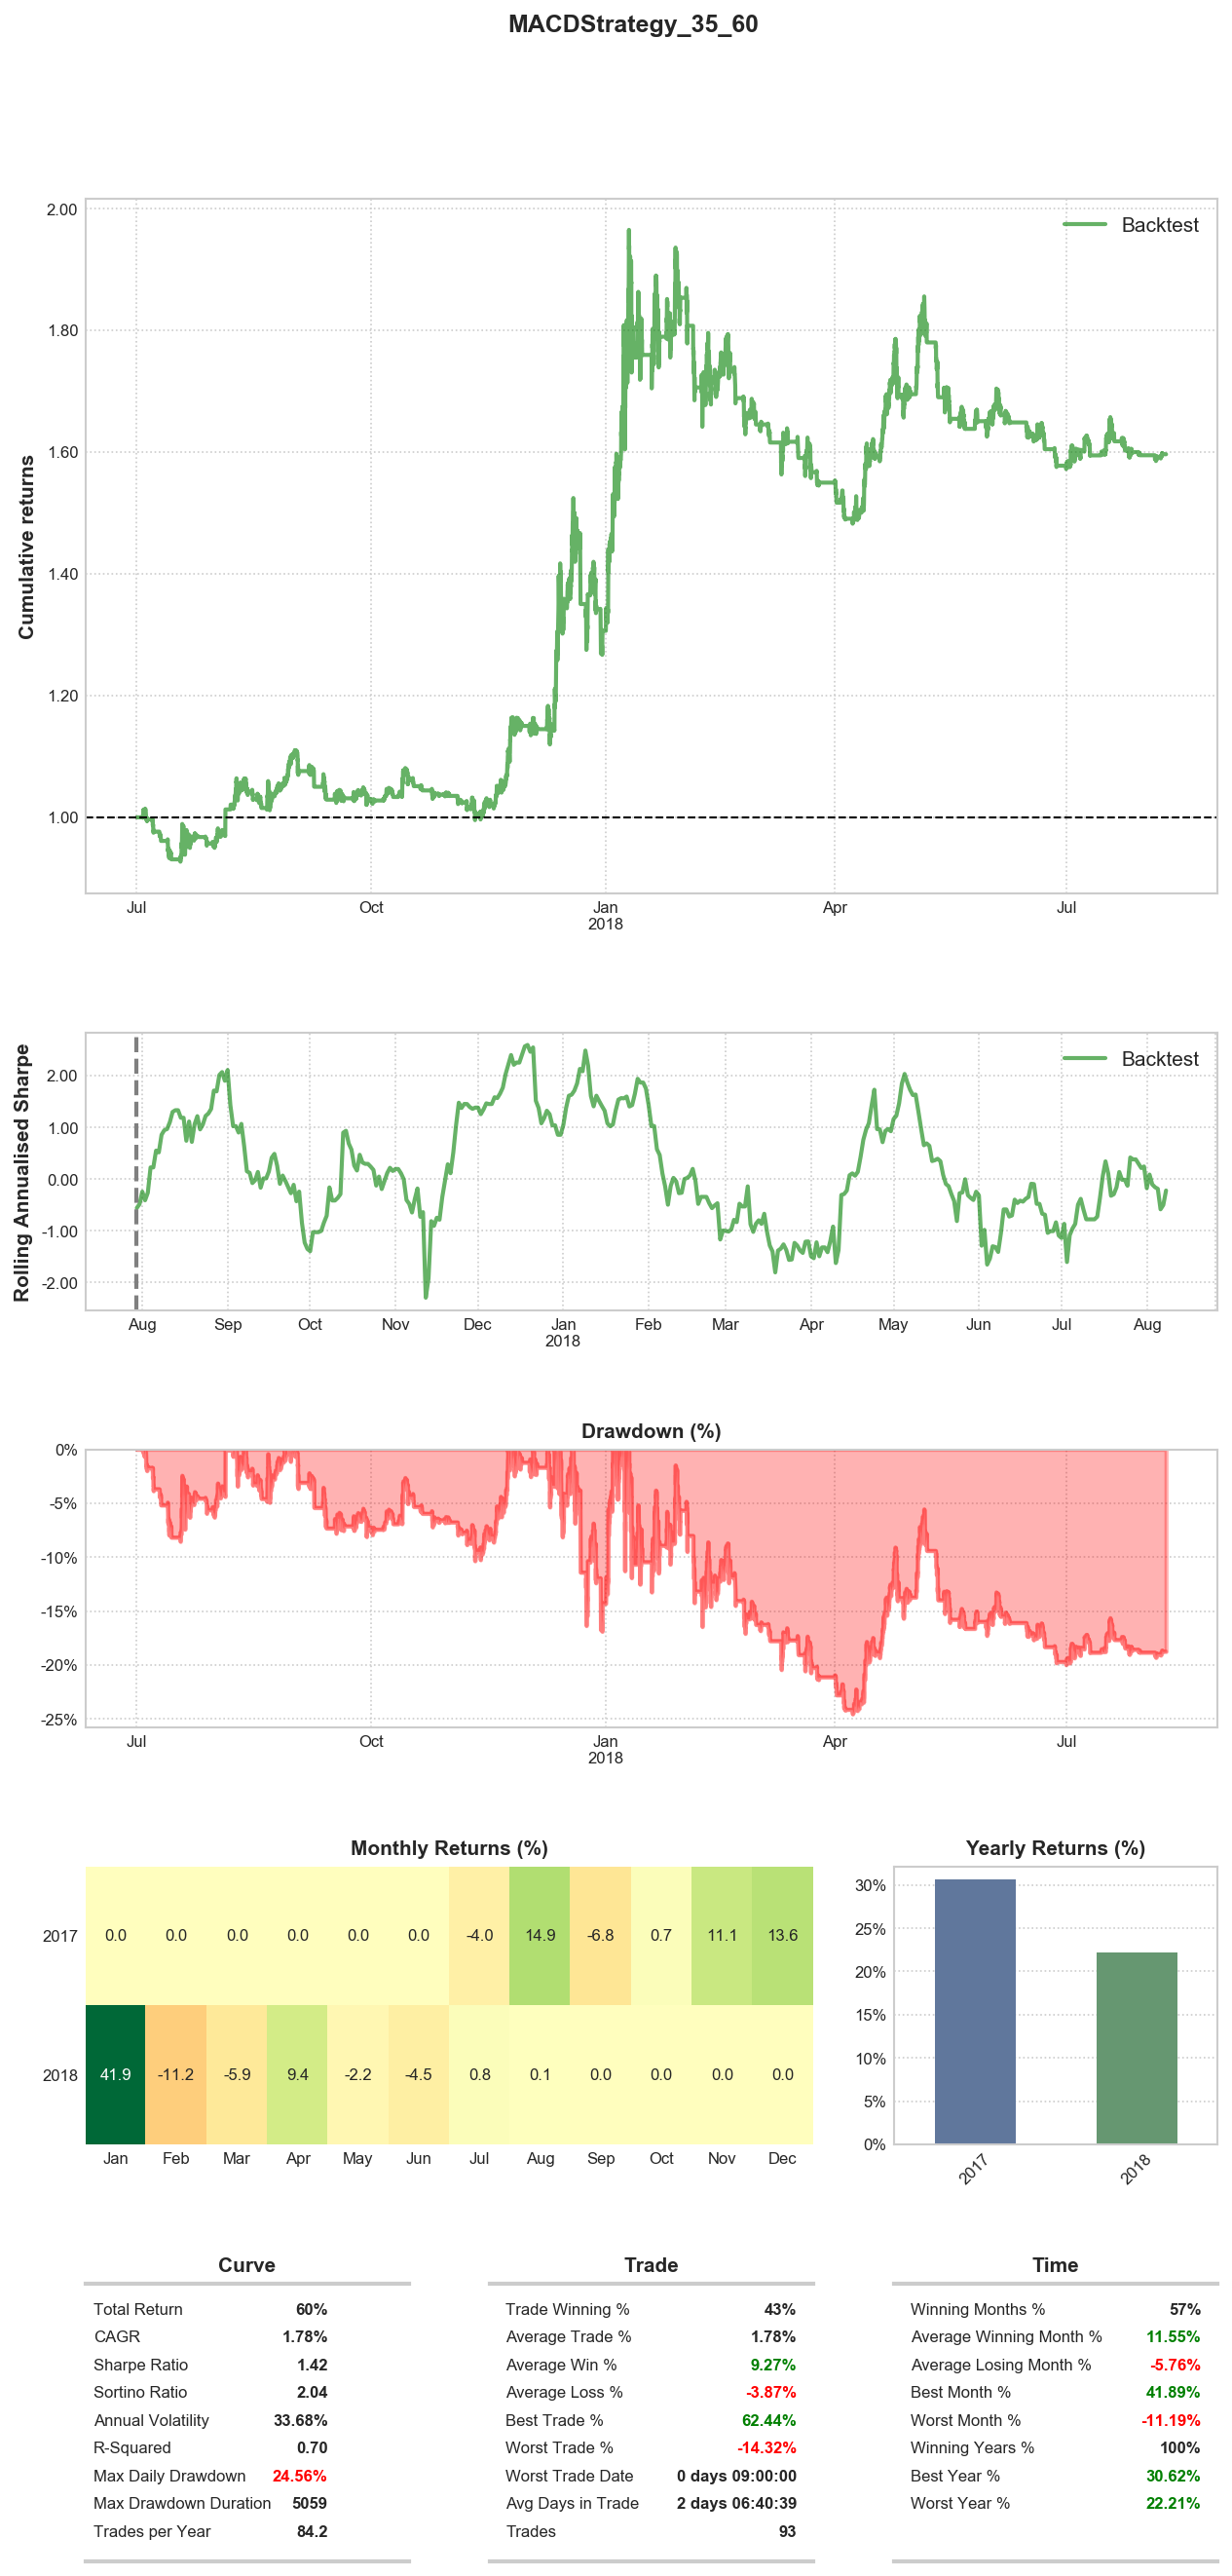 MACDStrategy_35_60
Cumulative returns
2.00
1.80
1.60
1.40
1.20
1.00
Backtest
Jul Oct Jan Apr Jul
2018
Rolling Annualised Sharpe
2.00
1.00
0.00
-1.00
-2.00
Backtest
Aug Sep Oct Nov Dec Jan Feb Mar Apr May Jun Jul Aug
2018
Drawdown (%)
0%
-5%
-10%
-15%
-20%
-25%
Jul Oct Jan Apr Jul
2018
Monthly Returns (%)
2017 0.0 0.0 0.0 0.0 0.0 0.0 -4.0 14.9 -6.8 0.7 11.1 13.6
2018 41.9 -11.2 -5.9 9.4 -2.2 -4.5 0.8 0.1 0.0 0.0 0.0 0.0
Jan Feb Mar Apr May Jun Jul Aug Sep Oct Nov Dec
Yearly Returns (%)
30%
25%
20%
15%
10%
5%
0%
2017 2018
Curve
Total Return 60%
CAGR 1.78%
Sharpe Ratio 1.42
Sortino Ratio 2.04
Annual Volatility 33.68%
R-Squared 0.70
Max Daily Drawdown 24.56%
Max Drawdown Duration 5059
Trades per Year 84.2
Trade
Trade Winning % 43%
Average Trade % 1.78%
Average Win % 9.27%
Average Loss % -3.87%
Best Trade % 62.44%
Worst Trade % -14.32%
Worst Trade Date 0 days 09:00:00
Avg Days in Trade 2 days 06:40:39
Trades 93
Time
Winning Months % 57%
Average Winning Month % 11.55%
Average Losing Month % -5.76%
Best Month % 41.89%
Worst Month % -11.19%
Winning Years % 100%
Best Year % 30.62%
Worst Year % 22.21%